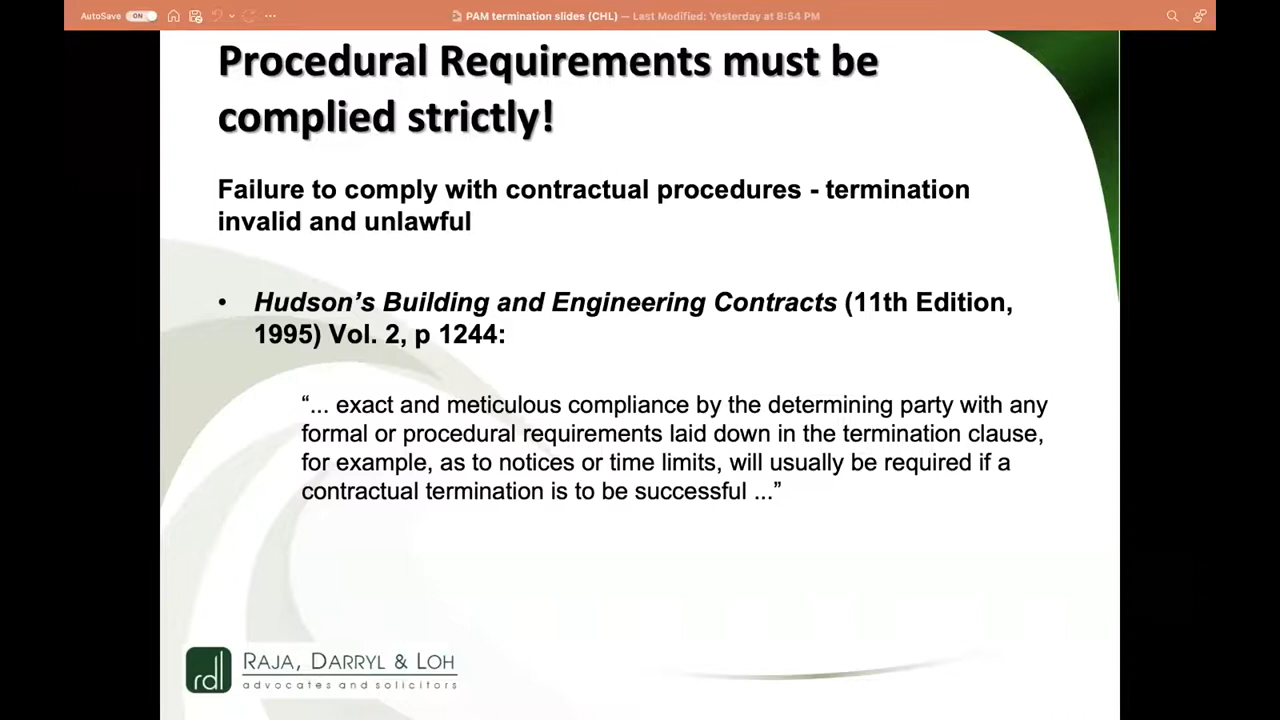 AutoSave ON
PAM termination slides (CHL) — Last Modified: Yesterday at 8:54 PM
Procedural Requirements must be
complied strictly!
Failure to comply with contractual procedures - termination
invalid and unlawful
• Hudson’s Building and Engineering Contracts (11th Edition,
1995) Vol. 2, p 1244:
“... exact and meticulous compliance by the determining party with any
formal or procedural requirements laid down in the termination clause,
for example, as to notices or time limits, will usually be required if a
contractual termination is to be successful ...”
rdl
RAJA, DARRYL & LOH
advocates and solicitors